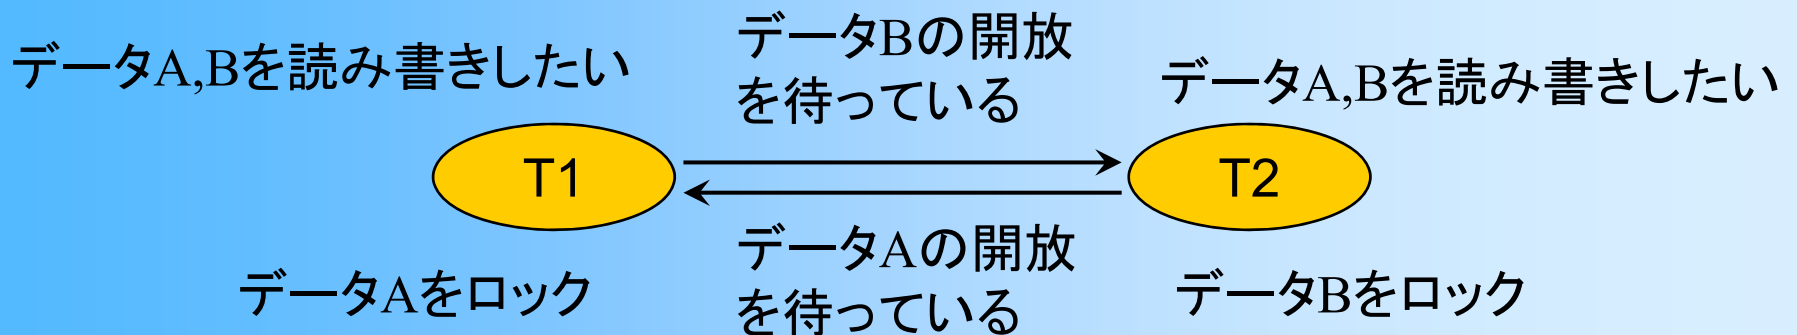 データA,Bを読み書きしたい
データBの開放
を待っている
データA,Bを読み書きしたい
T1
T2
データAをロック
データAの開放
を待っている
データBをロック